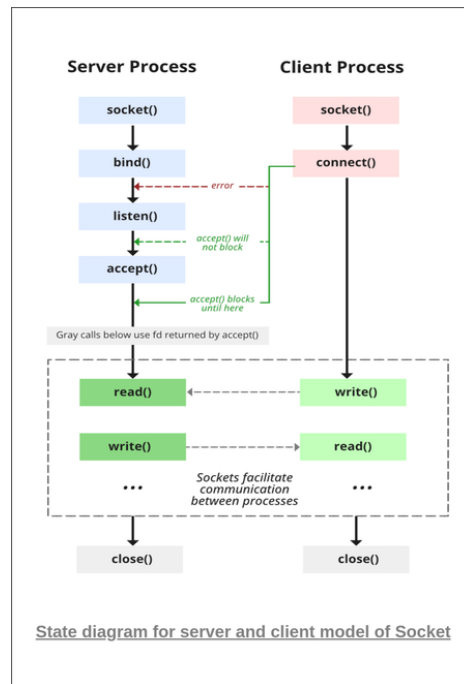 Server Process
Client Process
socket()
socket()
bind()
connect()
error
listen()
accept() will
not block
accept()
accept() blocks
until here
Gray calls below use fd returned by accept()
read()
write()
write()
read()
...
Sockets facilitate
communication
between processes
...
close()
close()
State diagram for server and client model of Socket